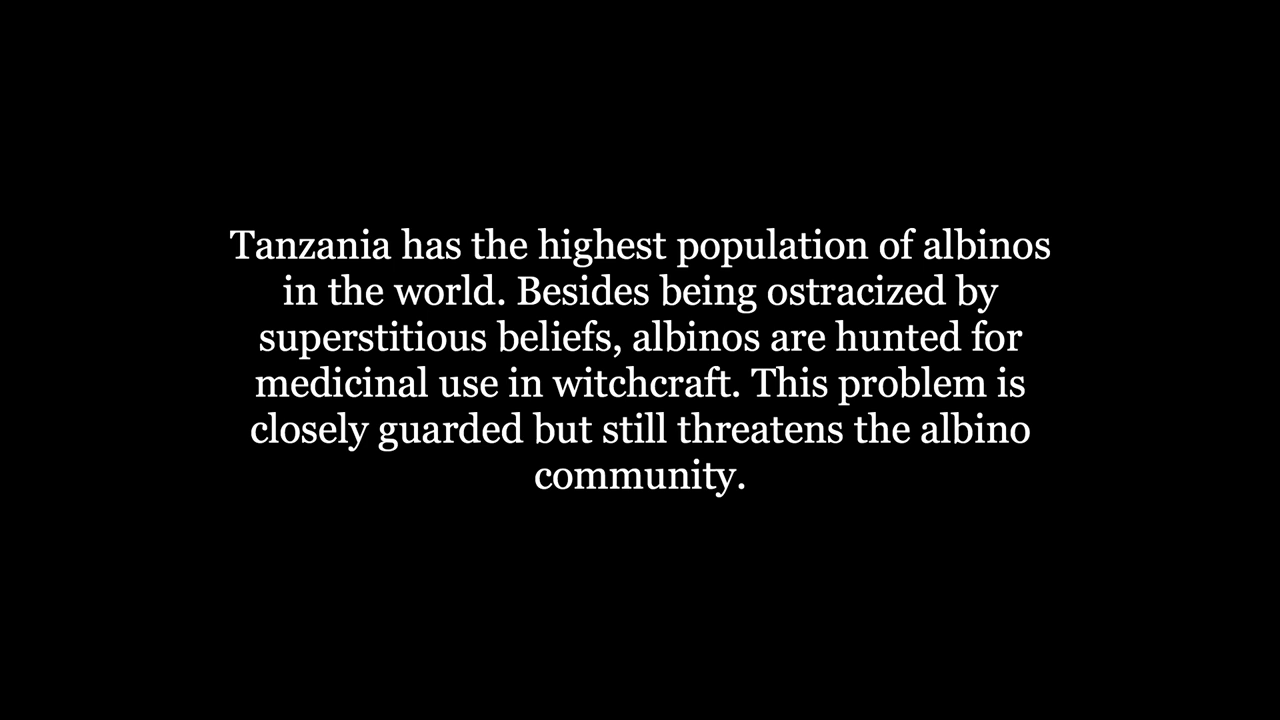 Tanzania has the highest population of albinos
in the world. Besides being ostracized by
superstitious beliefs, albinos are hunted for
medicinal use in witchcraft. This problem is
closely guarded but still threatens the albino
community.